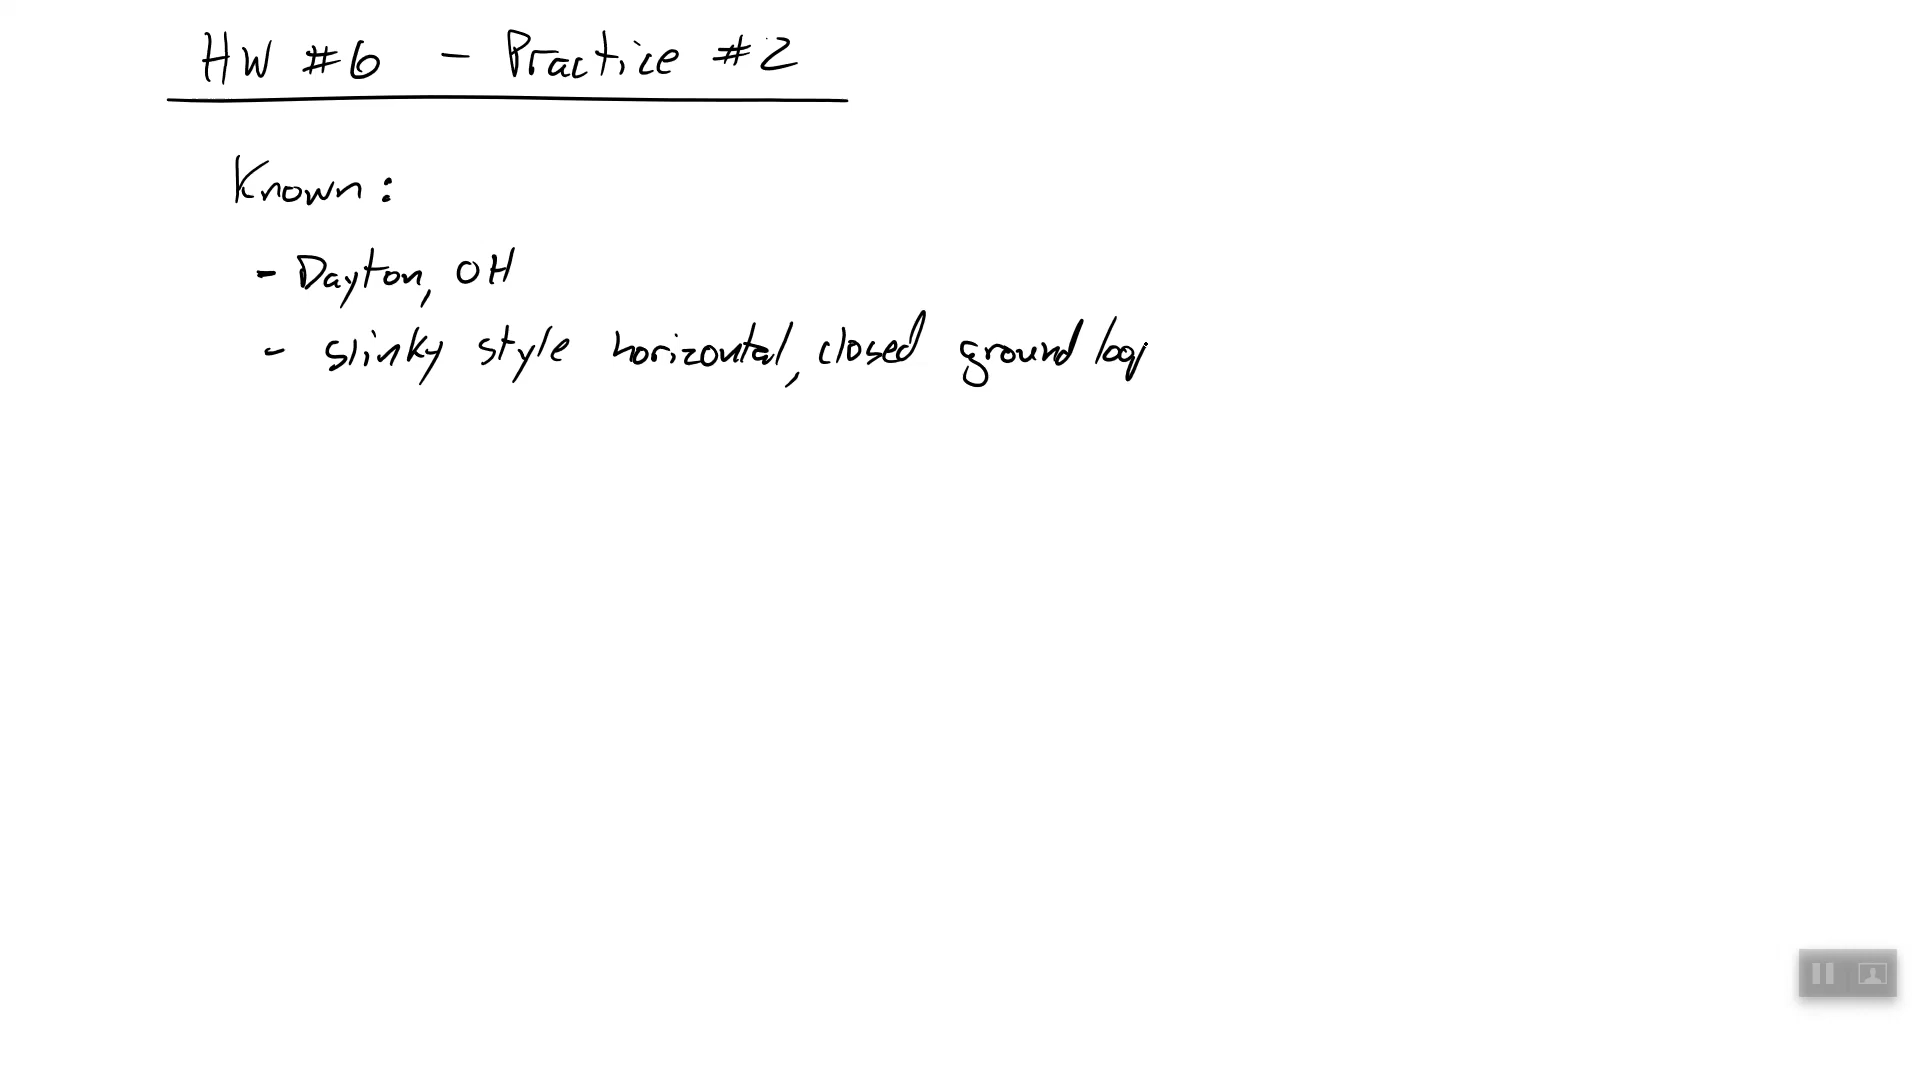 HW #6 - Practice #2
Known:
- Dayton, OH
- slinky style horizontal, closed ground loop